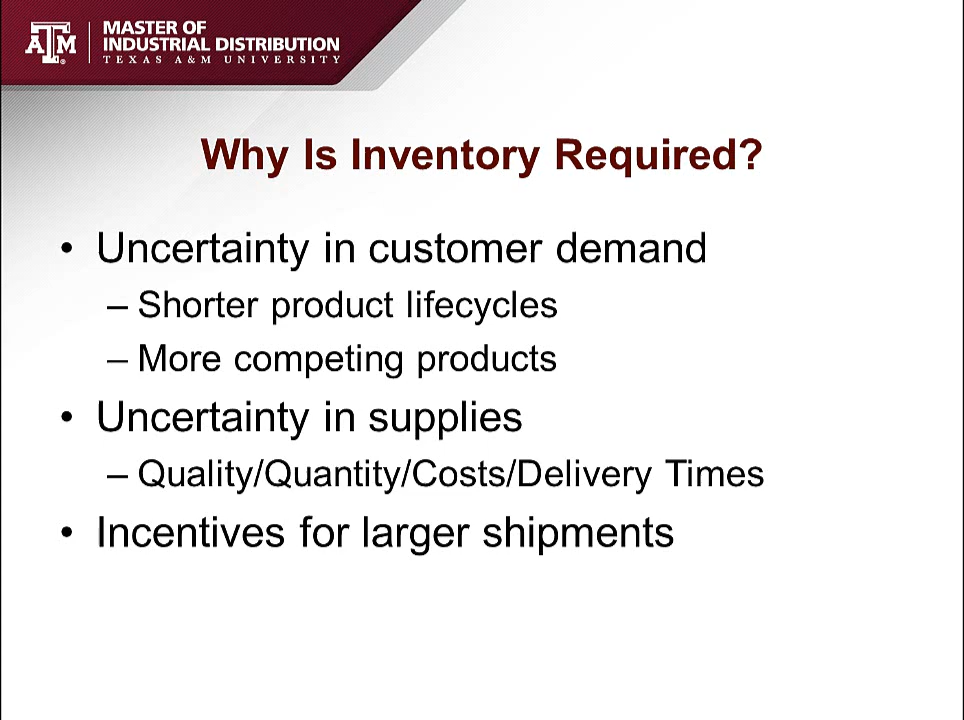 ĀTM
MASTER OF
INDUSTRIAL DISTRIBUTION
TEXAS A&M UNIVERSITY
Why Is Inventory Required?
• Uncertainty in customer demand
– Shorter product lifecycles
– More competing products
• Uncertainty in supplies
– Quality/Quantity/Costs/Delivery Times
• Incentives for larger shipments